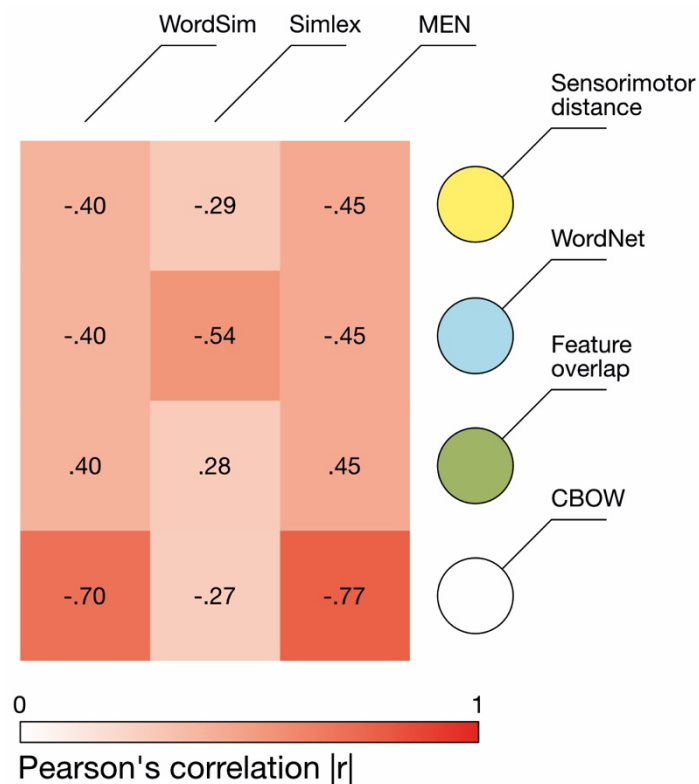 WordSim Simlex MEN
Sensorimotor
distance
-.40 -.29 -.45
WordNet
-.40 -.54 -.45
Feature
overlap
.40 .28 .45
CBOW
-.70 -.27 -.77
0 1
Pearson's correlation |r|